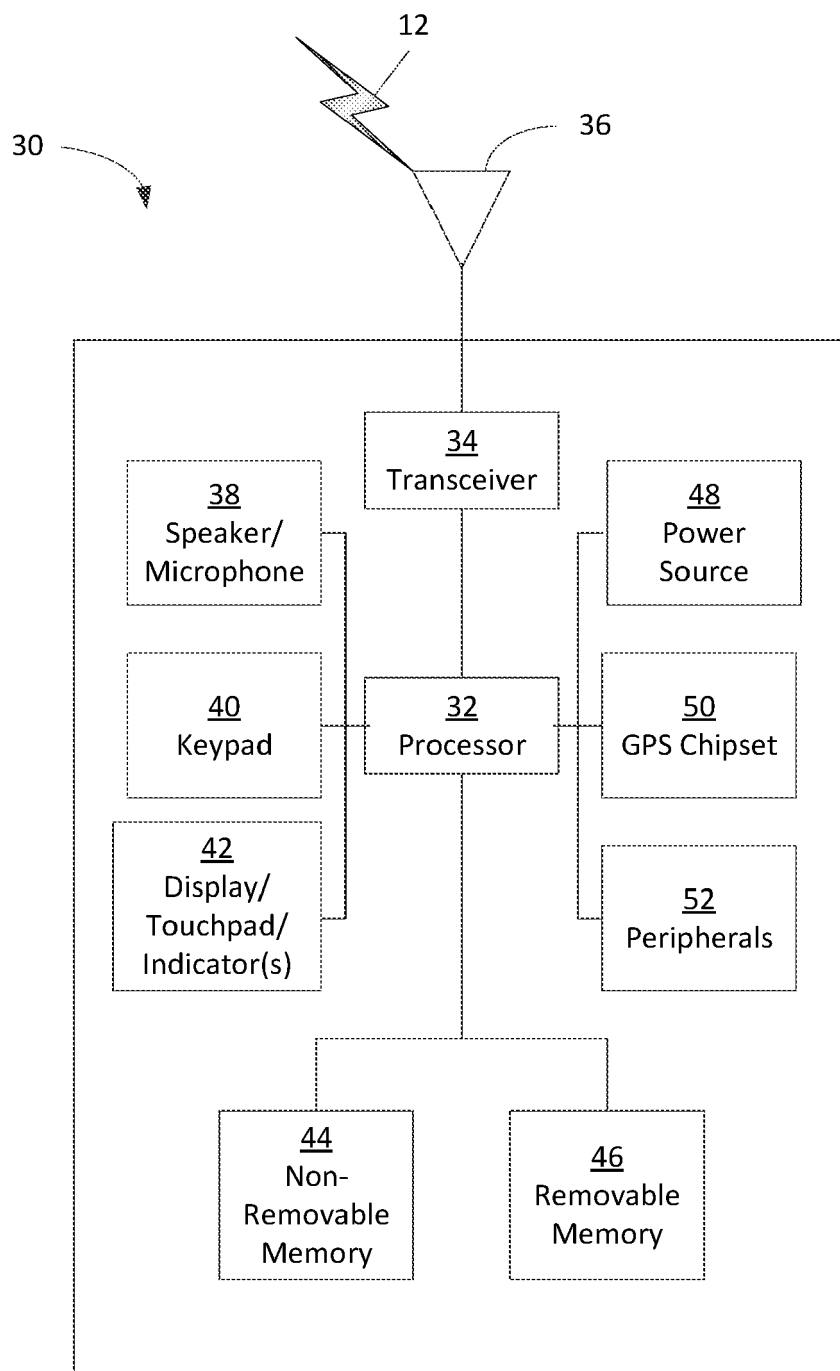 12
36
30
34
Transceiver
38
Speaker/
Microphone
48
Power
Source
40
Keypad
32
Processor
50
GPS Chipset
42
Display/
Touchpad/
Indicator(s)
52
Peripherals
44
Non-
Removable
Memory
46
Removable
Memory